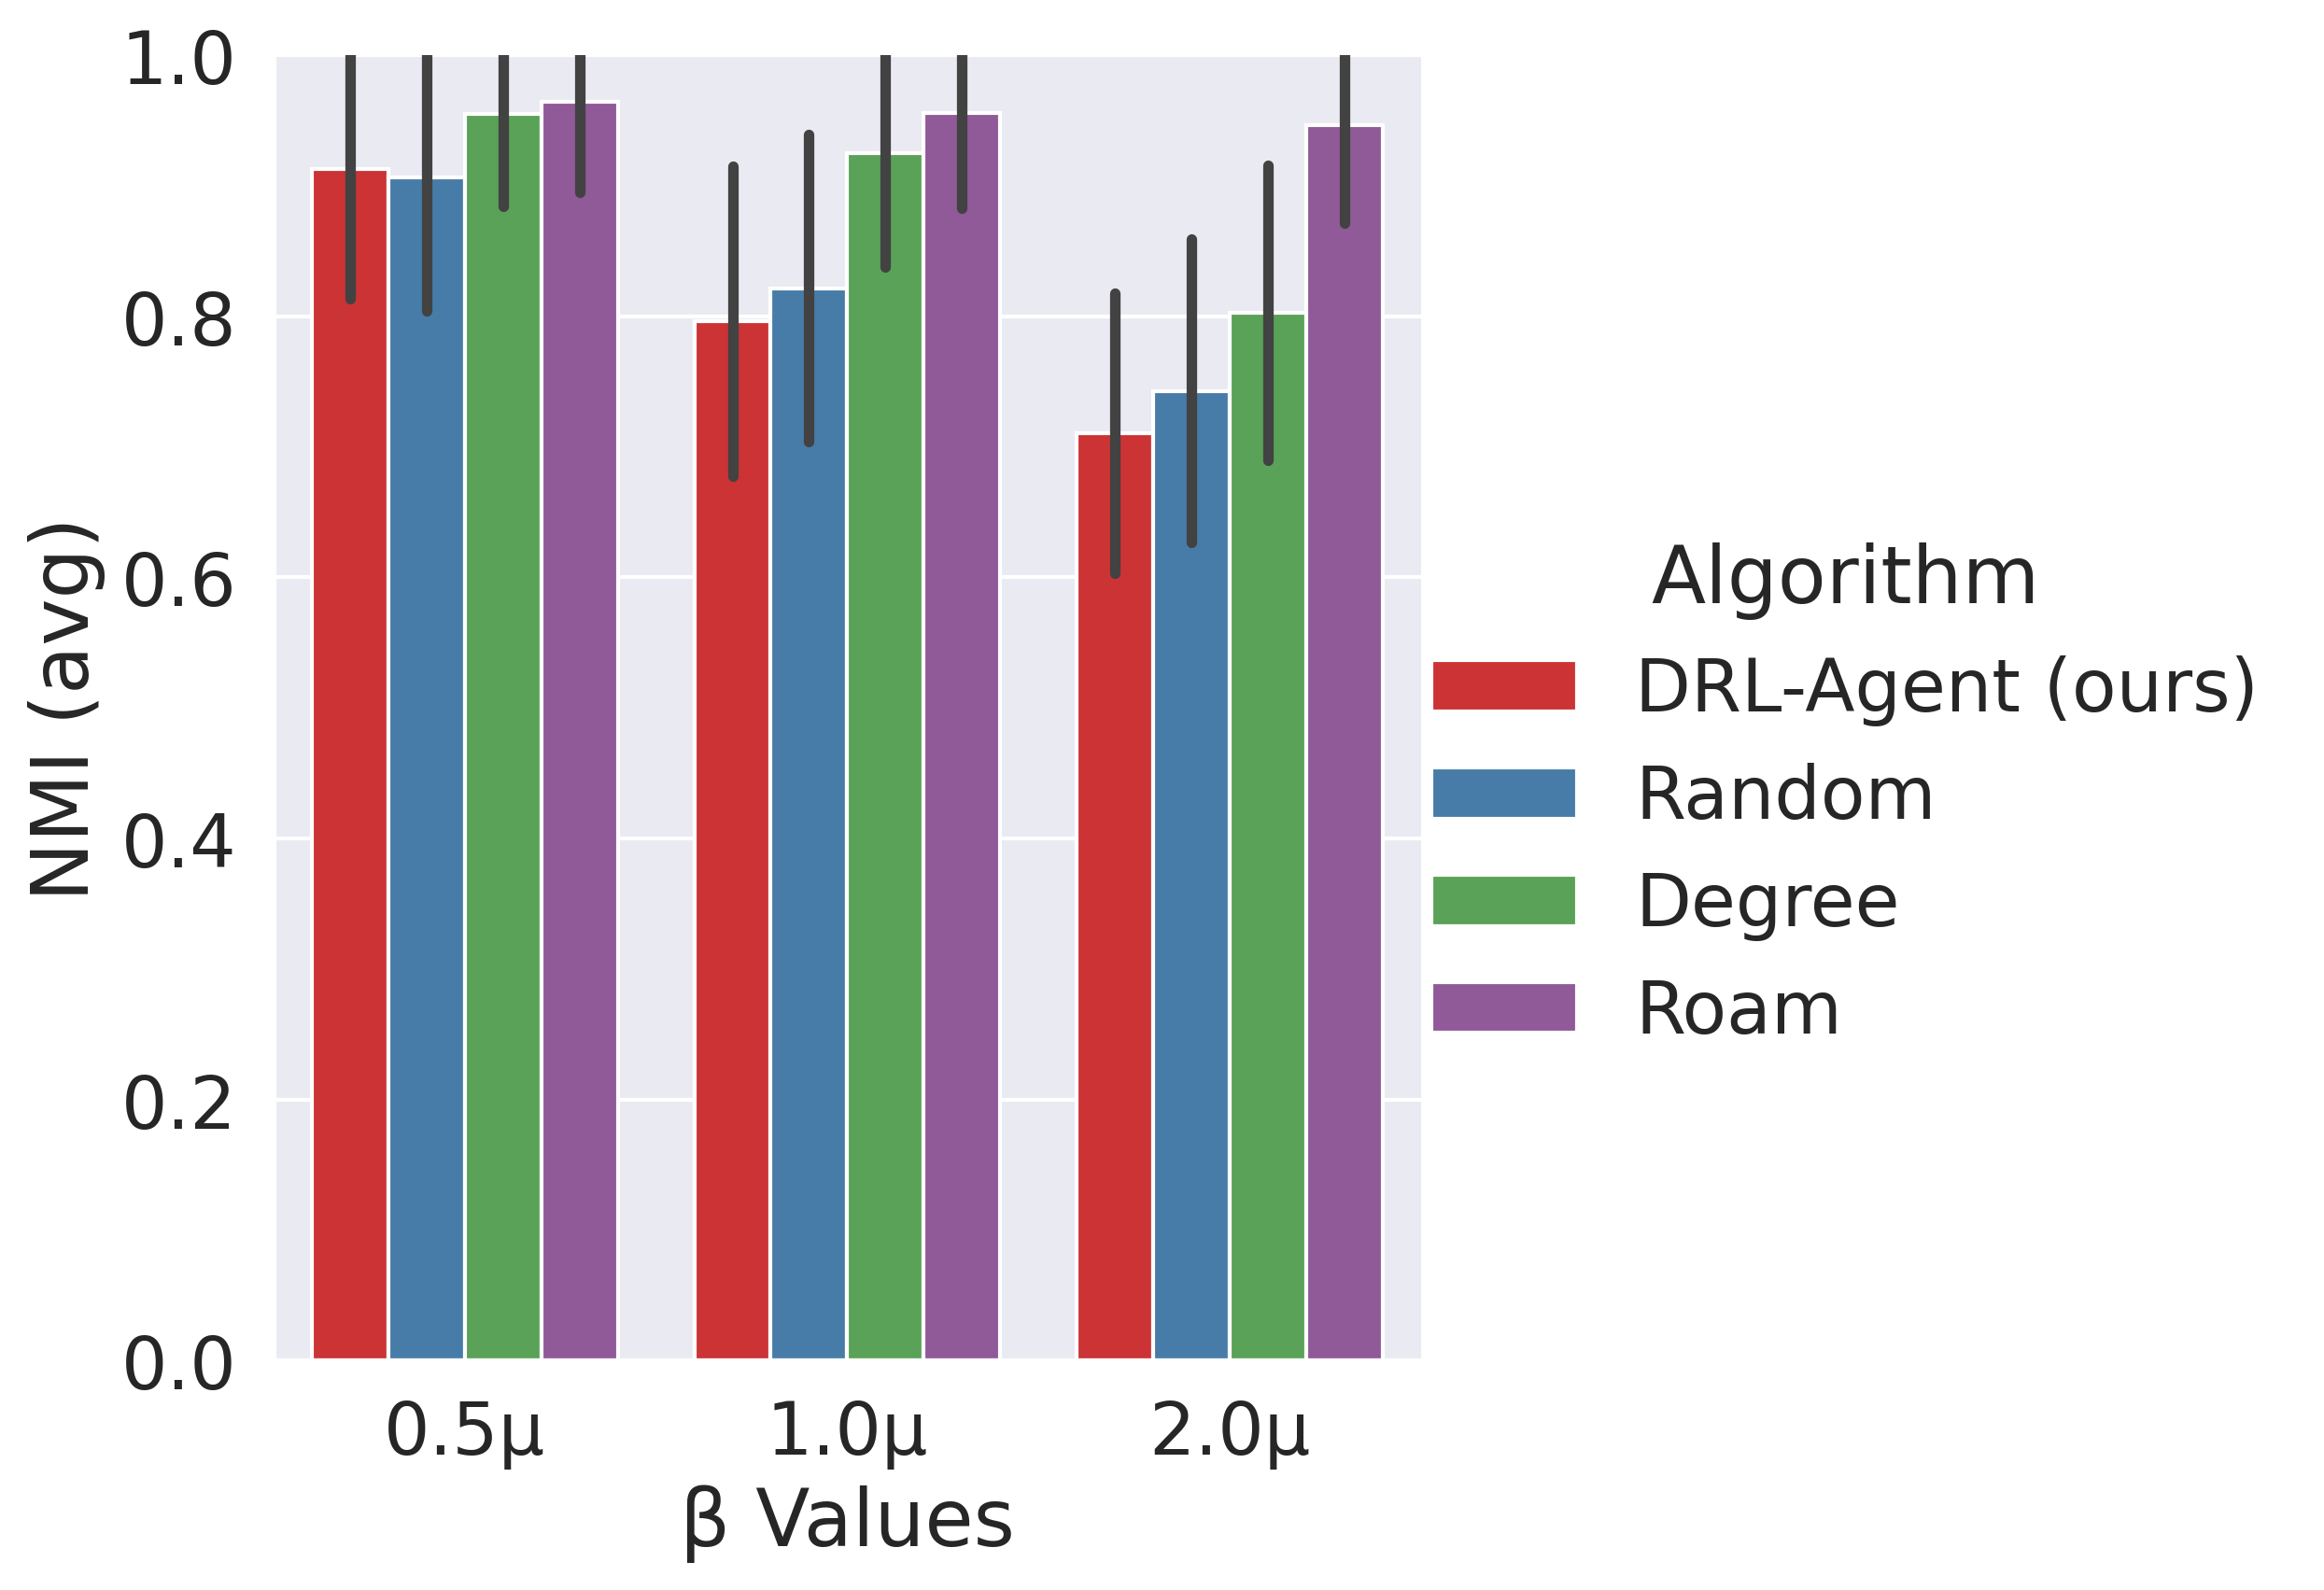 1.0
0.8
0.6
0.4
0.2
0.0
NMI (avg)
0.5μ 1.0μ 2.0μ
β Values
Algorithm
DRL-Agent (ours)
Random
Degree
Roam